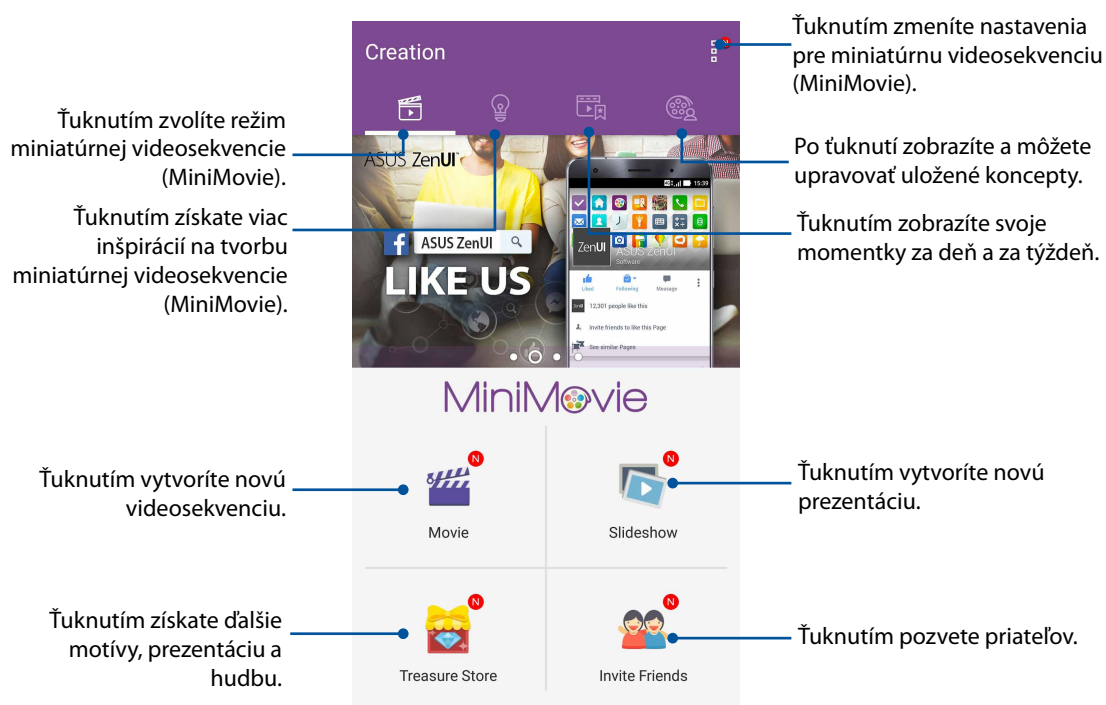 Creation
Ťuknutím zmeníte nastavenia
pre miniatúrnu videosekvenciu
(MiniMovie).
Ťuknutím zvolíte režim
miniatúrnej videosekvencie
(MiniMovie).
Po ťuknutí zobrazíte a môžete
upravovať uložené koncepty.
Ťuknutím získate viac
inšpirácií na tvorbu
miniatúrnej videosekvencie
(MiniMovie).
Ťuknutím zobrazíte svoje
momentky za deň a za týždeň.
ASUS ZenUI
ASUS ZenUI
LIKE US
15:39
ZenUI
ASUS ZenUI
Software
Liked
Following
Message
ZenUI
12,301 people like this
Invite friends to like this Page
See similar Pages
MiniMovie
Ťuknutím vytvoríte novú
videosekvenciu.
N
Movie
N
Slideshow
Ťuknutím vytvoríte novú
prezentáciu.
Ťuknutím získate ďalšie
motívy, prezentáciu a
hudbu.
N
Treasure Store
N
Invite Friends
Ťuknutím pozvete priateľov.